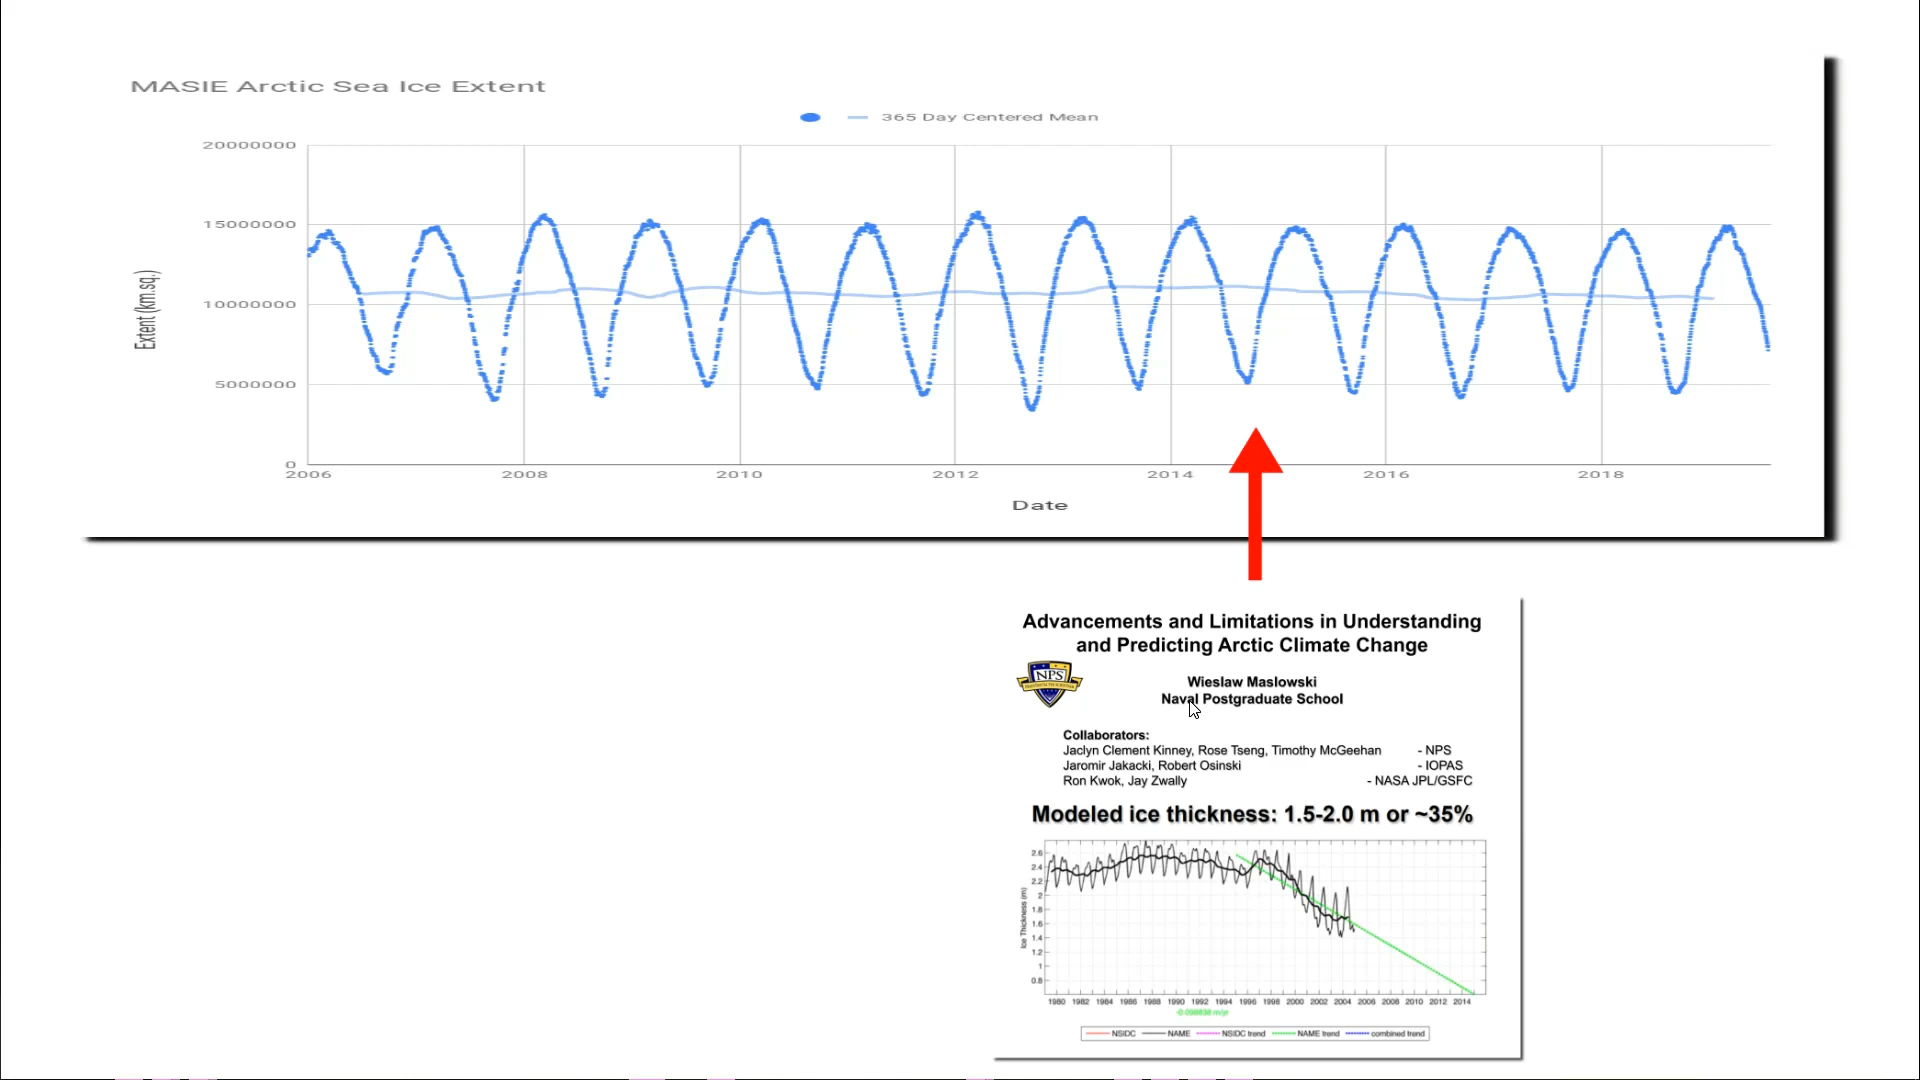 MASIE Arctic Sea Ice Extent
365 Day Centered Mean
20000000
15000000
10000000
5000000
0
Extent (km.sq.)
2006 2008 2010 2012 2014 2016 2018
Date
Advancements and Limitations in Understanding
and Predicting Arctic Climate Change
NPS
Wieslaw Maslowski
Naval Postgraduate School
Collaborators:
Jaclyn Clement Kinney, Rose Tseng, Timothy McGeehan - NPS
Jaromir Jakacki, Robert Osinski - IOPAS
Ron Kwok, Jay Zwally - NASA JPL/GSFC
Modeled ice thickness: 1.5-2.0 m or ~35%
2.6
2.4
2.2
2
1.8
1.6
1.4
1.2
1
0.8
Ice Thickness (m)
1980 1982 1984 1986 1988 1990 1992 1994 1996 1998 2000 2002 2004 2006 2008 2010 2012 2014
NSIDC NAME NSIDC trend NAME trend combined trend